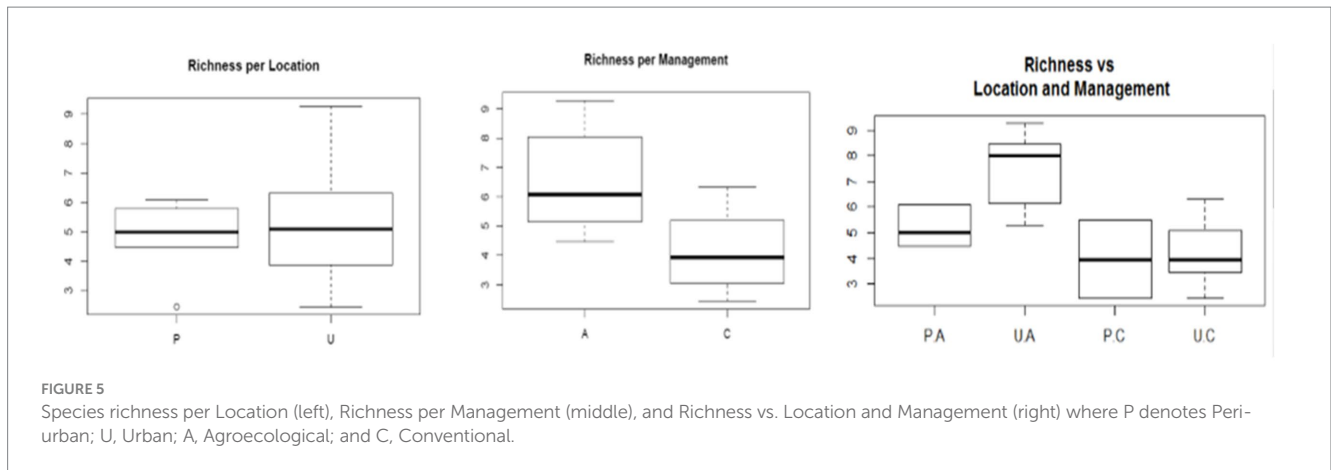 Richness per Location
9
8
7
6
5
4
3
P
U
Richness per Management
9
8
7
6
5
4
3
A
C
Richness vs
Location and Management
9
8
7
6
5
4
3
P.A
U.A
P.C
U.C
FIGURE 5
Species richness per Location (left), Richness per Management (middle), and Richness vs. Location and Management (right) where P denotes Peri-
urban; U, Urban; A, Agroecological; and C, Conventional.